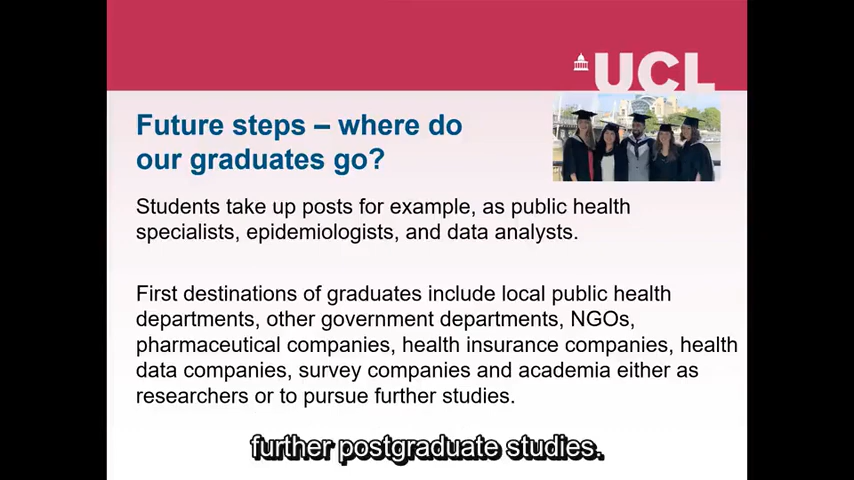 UCL
Future steps – where do
our graduates go?
Students take up posts for example, as public health
specialists, epidemiologists, and data analysts.
First destinations of graduates include local public health
departments, other government departments, NGOs,
pharmaceutical companies, health insurance companies, health
data companies, survey companies and academia either as
researchers or to pursue further studies.
further postgraduate studies.